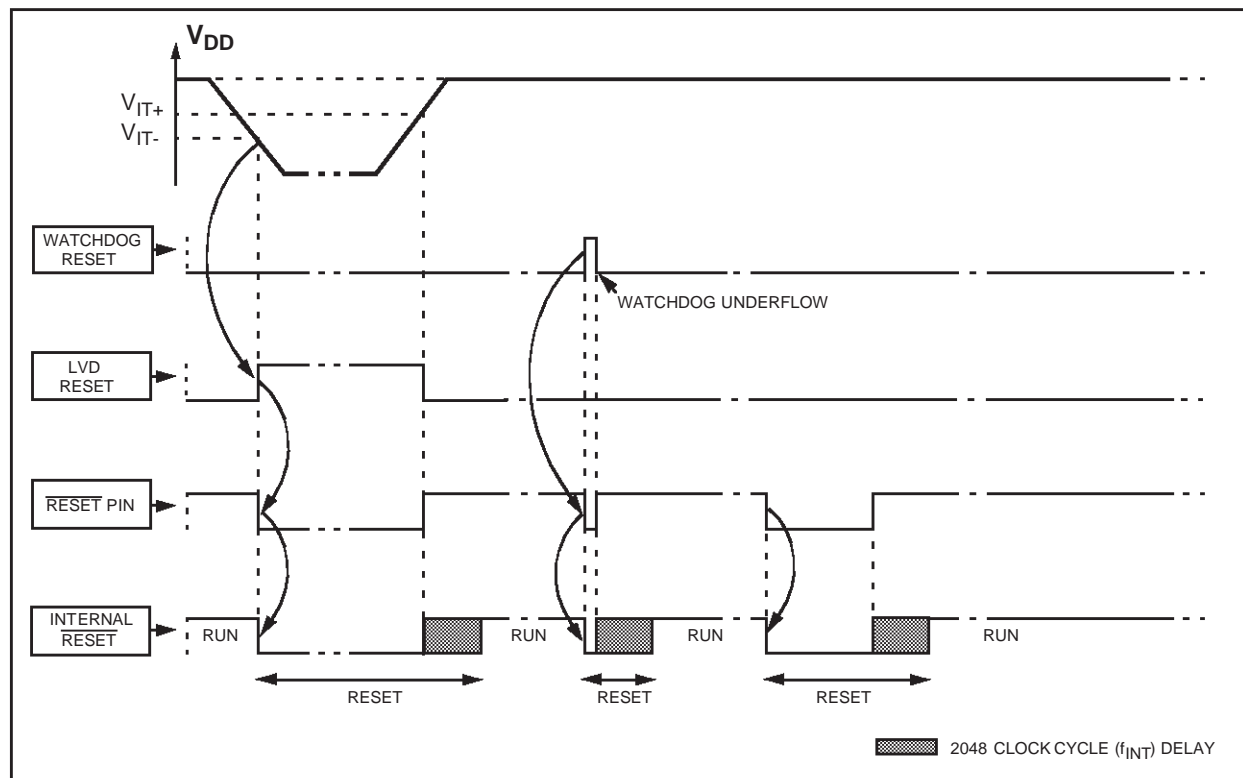 VDD
VIT+
VIT-
WATCHDOG
RESET
WATCHDOG UNDERFLOW
LVD
RESET
RESET PIN
INTERNAL
RESET
RUN
RUN
RUN
RUN
RESET
RESET
RESET
2048 CLOCK CYCLE (fINT) DELAY